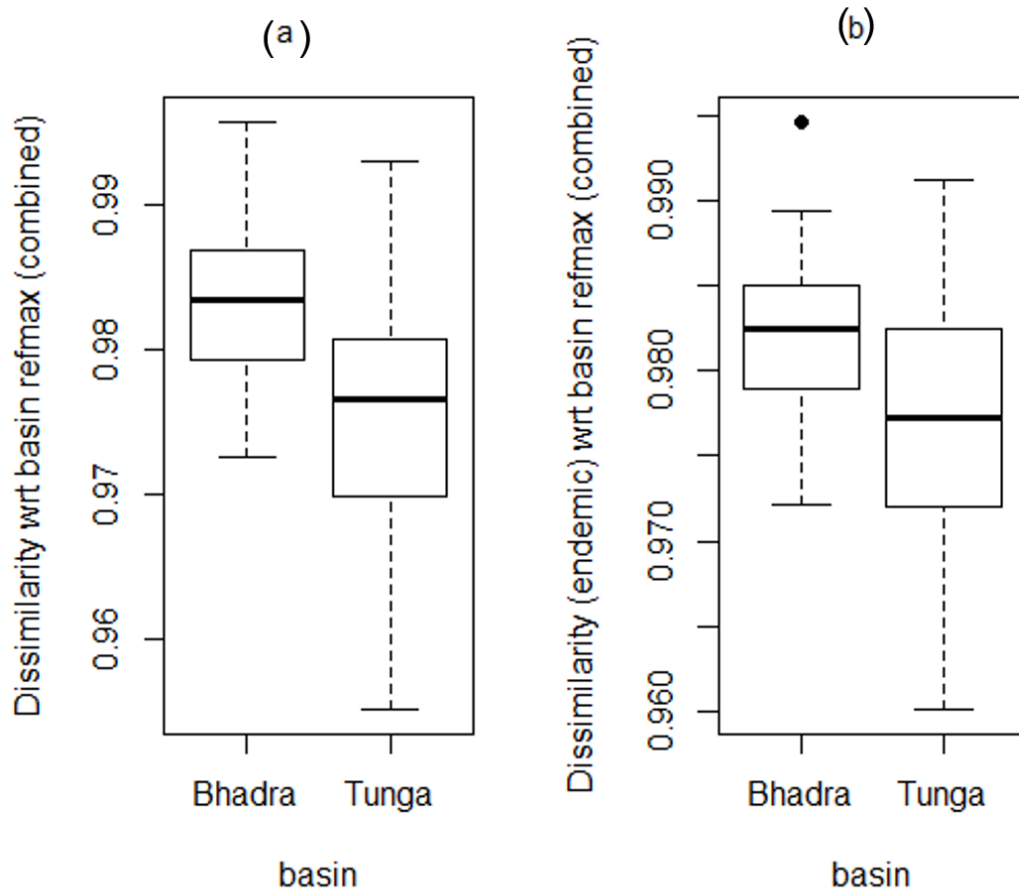 (a)
Dissimilarity wrt basin refmax (combined)
0.99
0.98
0.97
0.96
Bhadra Tunga
basin
(b)
Dissimilarity (endemic) wrt basin refmax (combined)
0.990
0.980
0.970
0.960
Bhadra Tunga
basin